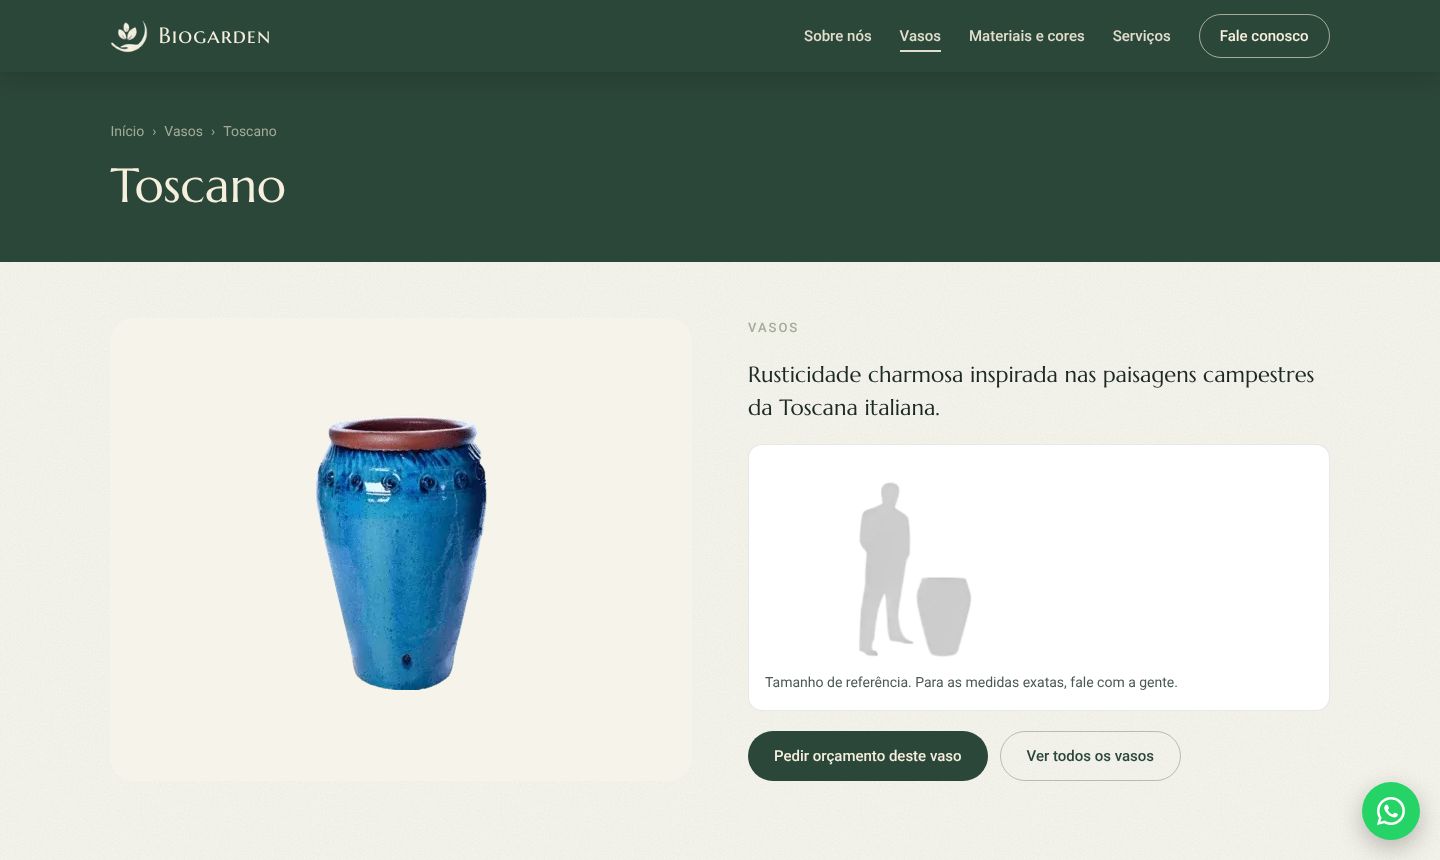 Biogarden
Sobre nós
Vasos
Materiais e cores
Serviços
Fale conosco
Início › Vasos › Toscano
Toscano
VASOS
Rusticidade charmosa inspirada nas paisagens campestres
da Toscana italiana.
Tamanho de referência. Para as medidas exatas, fale com a gente.
Pedir orçamento deste vaso
Ver todos os vasos